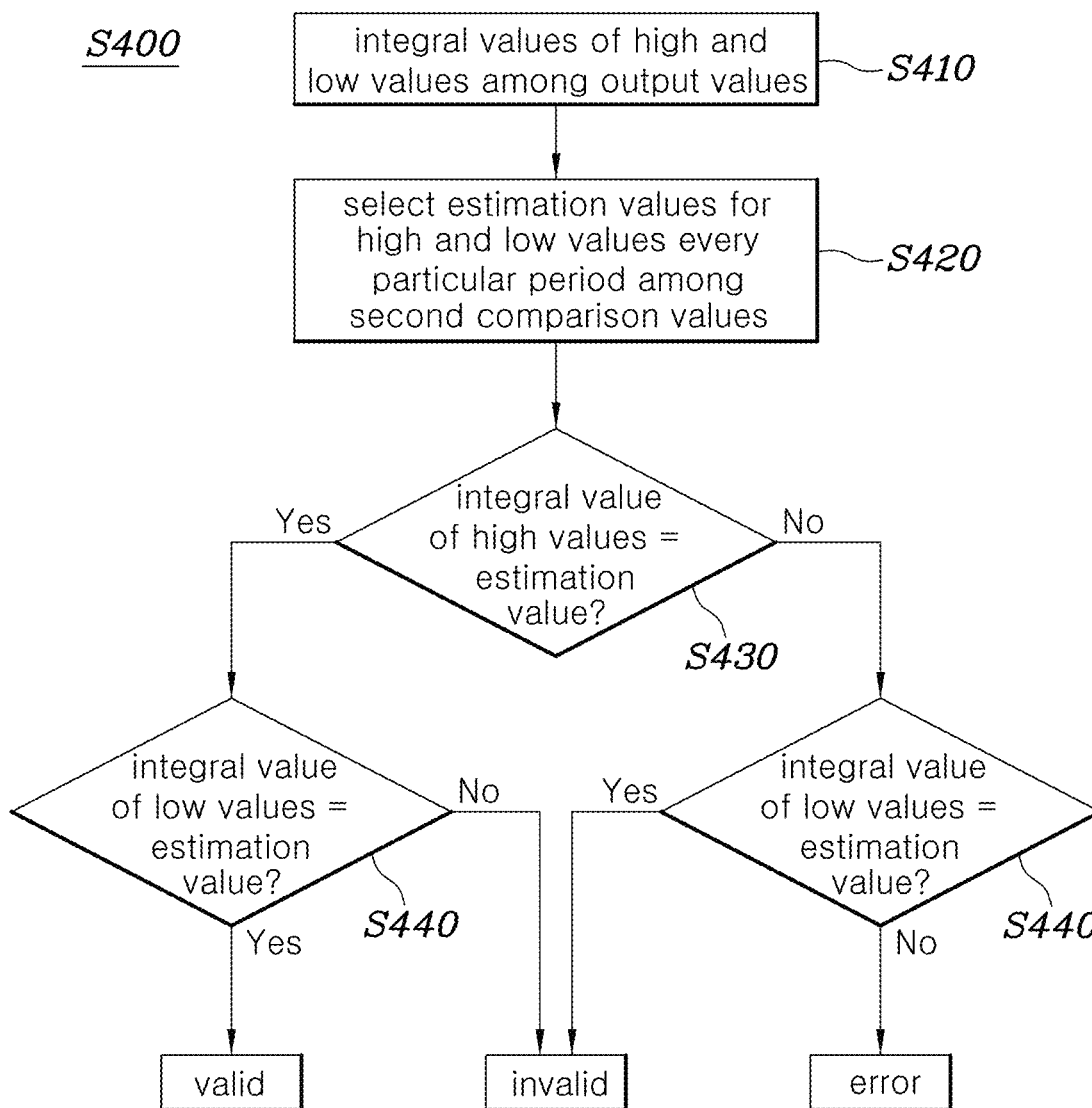 S400
integral values of high and
low values among output values
S410
select estimation values for
high and low values every
particular period among
second comparison values
S420
integral value
of high values =
estimation
value?
Yes
No
S430
integral value
of low values =
estimation
value?
No
Yes
S440
integral value
of low values =
estimation
value?
Yes
No
S440
valid
invalid
error